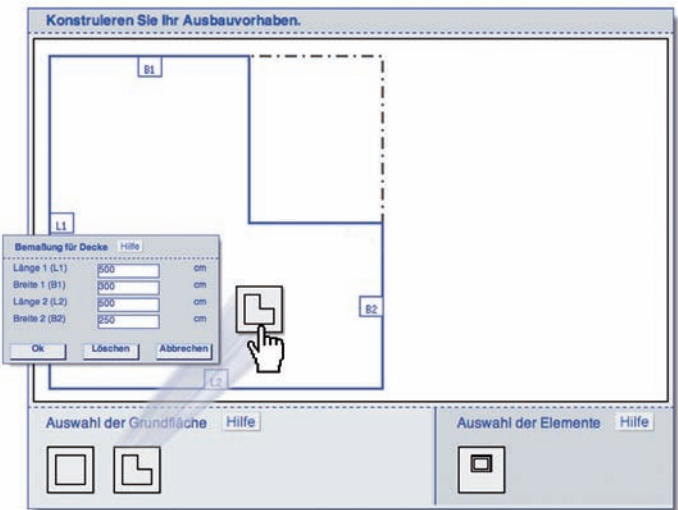 Konstruieren Sie Ihr Ausbauvorhaben.
B1
L1
Bemaßung für Decke Hilfe
Länge 1 (L1) 500 cm
Breite 1 (B1) 300 cm
Länge 2 (L2) 500 cm
Breite 2 (B2) 250 cm
Ok Löschen Abbrechen
B2
L2
Auswahl der Grundfläche Hilfe
Auswahl der Elemente Hilfe